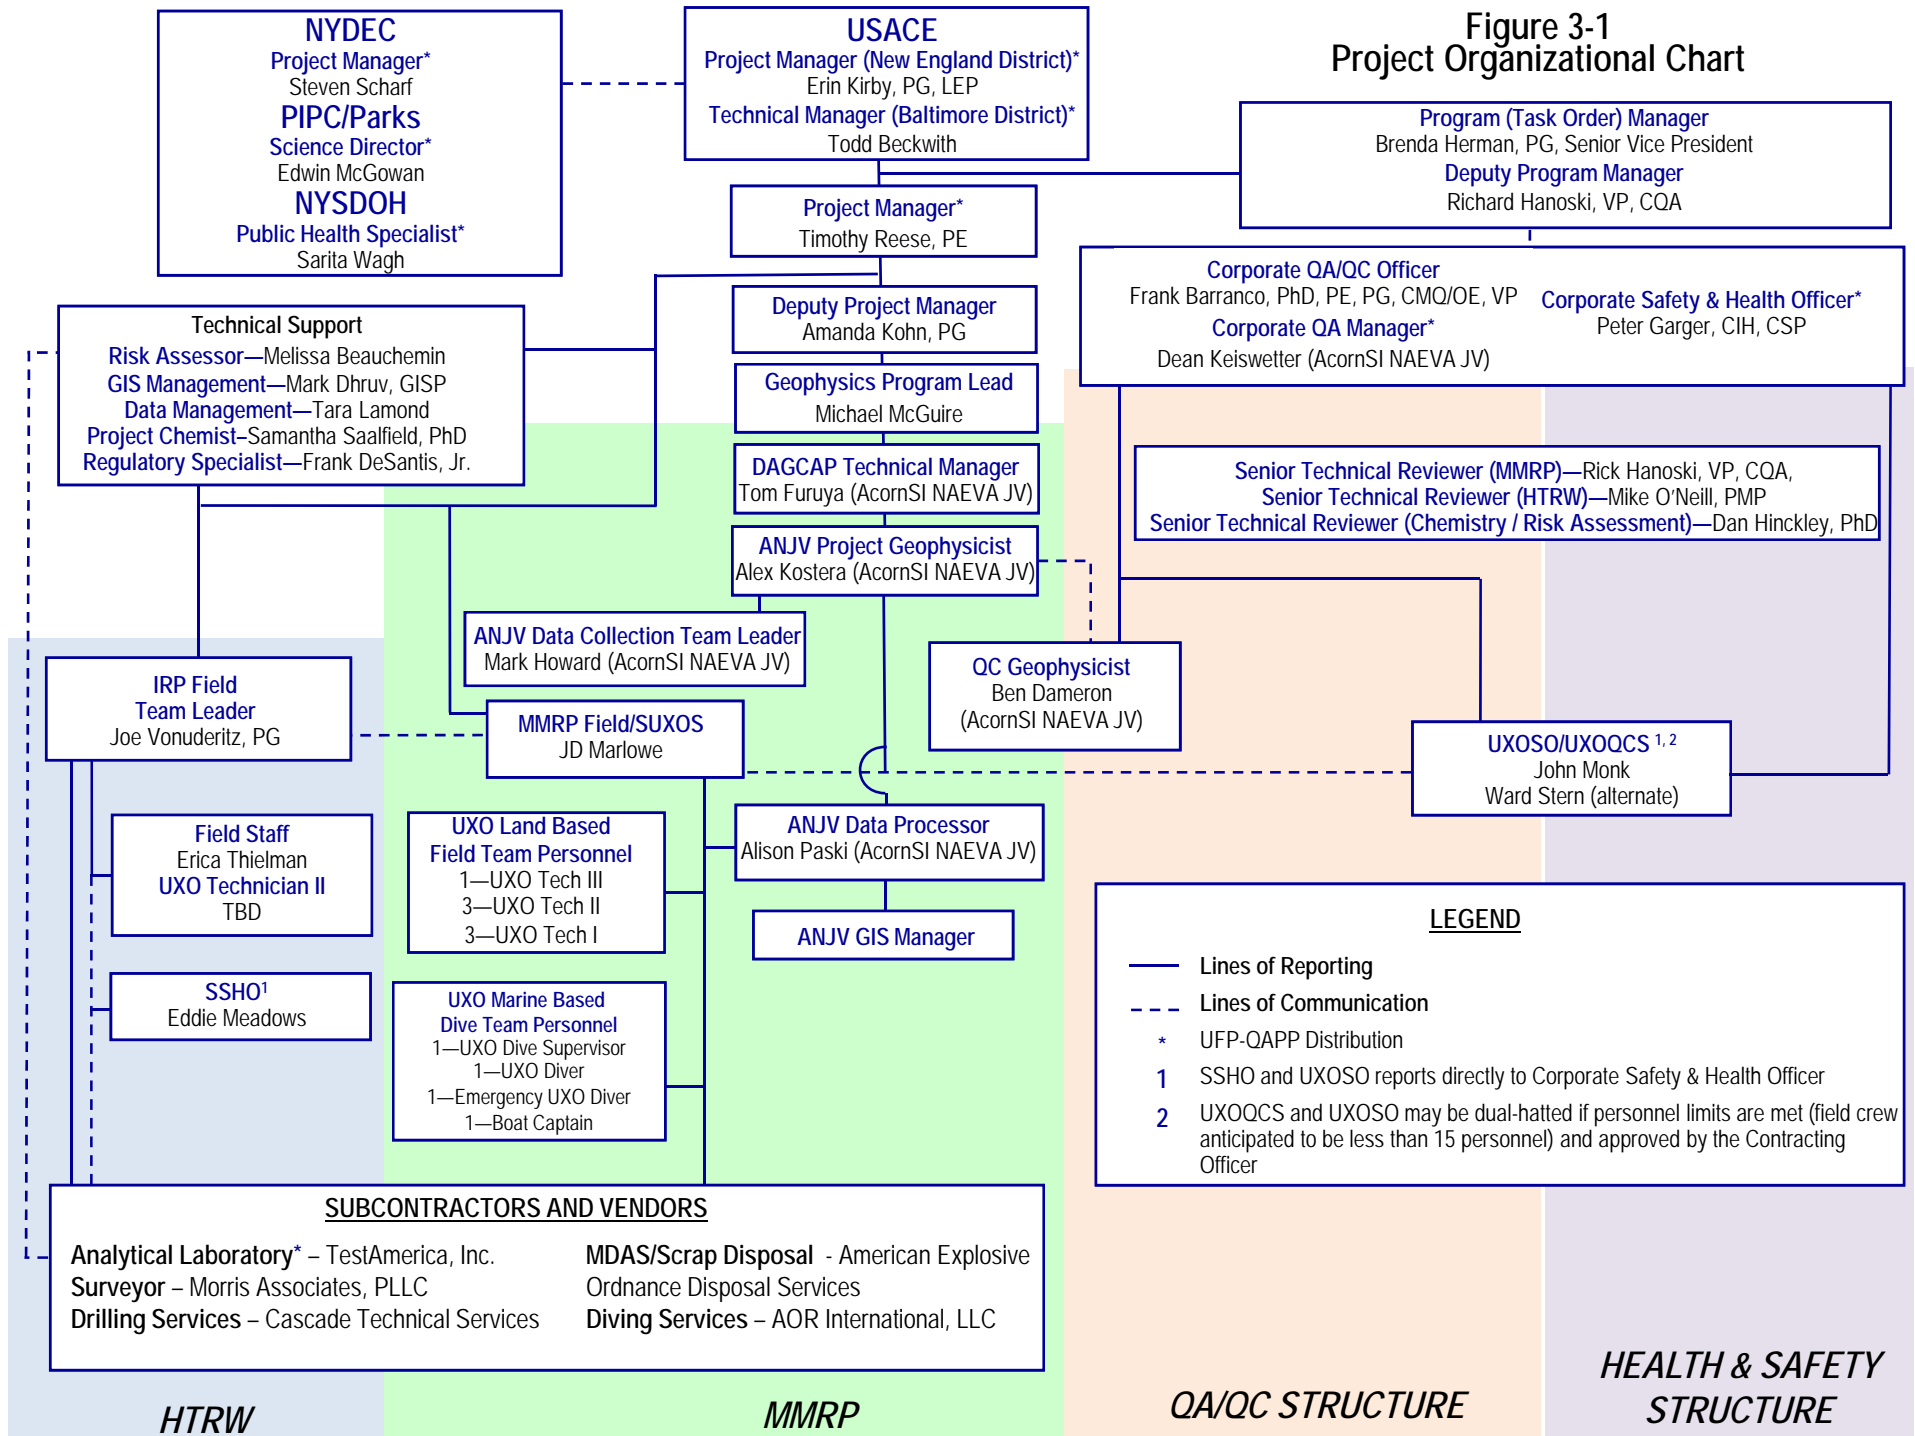 Figure 3-1
Project Organizational Chart
NYDEC
Project Manager*
Steven Scharf
PIPC/Parks
Science Director*
Edwin McGowan
NYSDOH
Public Health Specialist*
Sarita Wagh
USACE
Project Manager (New England District)*
Erin Kirby, PG, LEP
Technical Manager (Baltimore District)*
Todd Beckwith
Program (Task Order) Manager
Brenda Herman, PG, Senior Vice President
Deputy Program Manager
Richard Hanoski, VP, CQA
Project Manager*
Timothy Reese, PE
Corporate QA/QC Officer
Frank Barranco, PhD, PE, PG, CMQ/OE, VP
Corporate QA Manager*
Dean Keiswetter (AcornSI NAEVA JV)
Corporate Safety & Health Officer*
Peter Garger, CIH, CSP
Technical Support
Risk Assessor—Melissa Beauchemin
GIS Management—Mark Dhruv, GISP
Data Management—Tara Lamond
Project Chemist–Samantha Saalfield, PhD
Regulatory Specialist—Frank DeSantis, Jr.
Deputy Project Manager
Amanda Kohn, PG
Geophysics Program Lead
Michael McGuire
DAGCAP Technical Manager
Tom Furuya (AcornSI NAEVA JV)
Senior Technical Reviewer (MMRP)—Rick Hanoski, VP, CQA,
Senior Technical Reviewer (HTRW)—Mike O'Neill, PMP
Senior Technical Reviewer (Chemistry / Risk Assessment)—Dan Hinckley, PhD
ANJV Project Geophysicist
Alex Kostera (AcornSI NAEVA JV)
ANJV Data Collection Team Leader
Mark Howard (AcornSI NAEVA JV)
QC Geophysicist
Ben Dameron
(AcornSI NAEVA JV)
IRP Field
Team Leader
Joe Vonuderitz, PG
MMRP Field/SUXOS
JD Marlowe
UXOSO/UXOQCS 1, 2
John Monk
Ward Stern (alternate)
Field Staff
Erica Thielman
UXO Technician II
TBD
UXO Land Based
Field Team Personnel
1—UXO Tech III
3—UXO Tech II
3—UXO Tech I
ANJV Data Processor
Alison Paski (AcornSI NAEVA JV)
ANJV GIS Manager
SSHO1
Eddie Meadows
UXO Marine Based
Dive Team Personnel
1—UXO Dive Supervisor
1—UXO Diver
1—Emergency UXO Diver
1—Boat Captain
LEGEND
Lines of Reporting
Lines of Communication
* UFP-QAPP Distribution
1 SSHO and UXOSO reports directly to Corporate Safety & Health Officer
2 UXOQCS and UXOSO may be dual-hatted if personnel limits are met (field crew
anticipated to be less than 15 personnel) and approved by the Contracting
Officer
SUBCONTRACTORS AND VENDORS
Analytical Laboratory* – TestAmerica, Inc.
Surveyor – Morris Associates, PLLC
Drilling Services – Cascade Technical Services
MDAS/Scrap Disposal - American Explosive
Ordnance Disposal Services
Diving Services – AOR International, LLC
HTRW
MMRP
QA/QC STRUCTURE
HEALTH & SAFETY
STRUCTURE